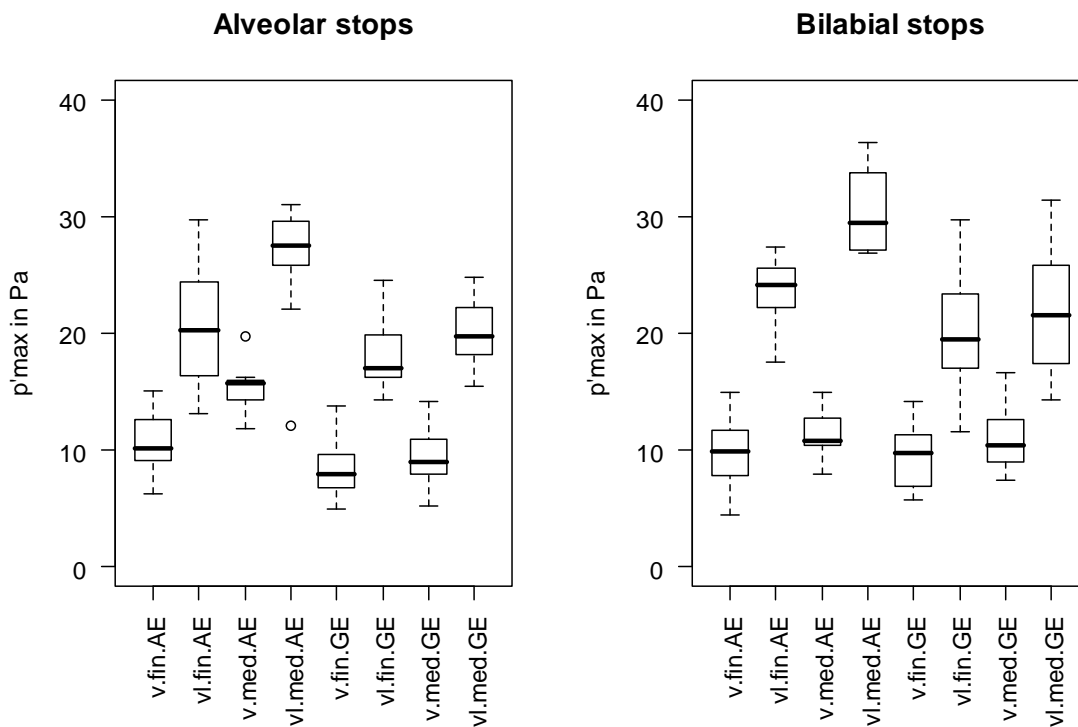 Alveolar stops
p'max in Pa
40
30
20
10
0
v.fin.AE
vl.fin.AE
v.med.AE
vl.med.AE
v.fin.GE
vl.fin.GE
v.med.GE
vl.med.GE
Bilabial stops
p'max in Pa
40
30
20
10
0
v.fin.AE
vl.fin.AE
v.med.AE
vl.med.AE
v.fin.GE
vl.fin.GE
v.med.GE
vl.med.GE